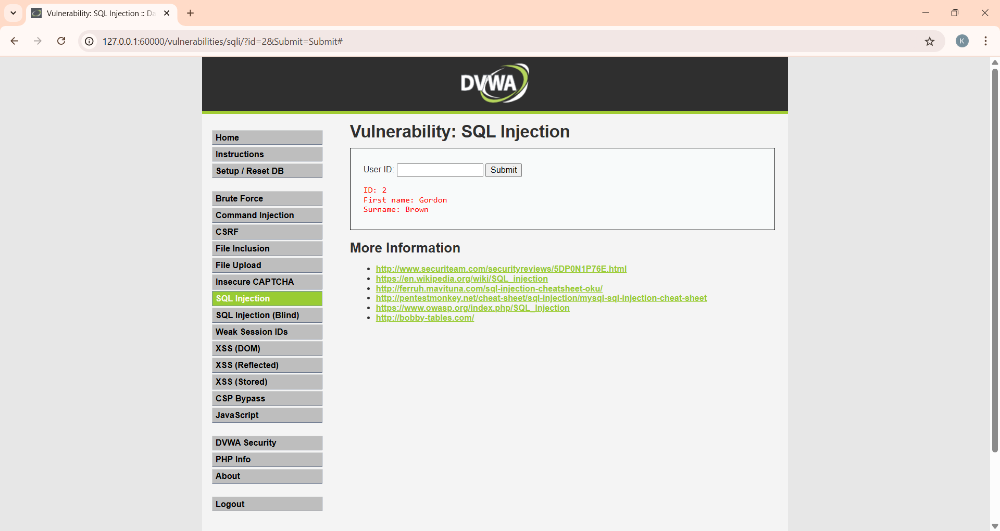 Vulnerability: SQL Injection :: Da
127.0.0.1:60000/vulnerabilities/sqli/?id=2&Submit=Submit#
K
DVWA
Home
Instructions
Setup / Reset DB
Brute Force
Command Injection
CSRF
File Inclusion
File Upload
Insecure CAPTCHA
SQL Injection
SQL Injection (Blind)
Weak Session IDs
XSS (DOM)
XSS (Reflected)
XSS (Stored)
CSP Bypass
JavaScript
DVWA Security
PHP Info
About
Logout
Vulnerability: SQL Injection
User ID: Submit
ID: 2
First name: Gordon
Surname: Brown
More Information
• http://www.securiteam.com/securityreviews/5DP0N1P76E.html
• https://en.wikipedia.org/wiki/SQL_injection
• http://ferruh.mavituna.com/sql-injection-cheatsheet-oku/
• http://pentestmonkey.net/cheat-sheet/sql-injection/mysql-sql-injection-cheat-sheet
• https://www.owasp.org/index.php/SQL_Injection
• http://bobby-tables.com/